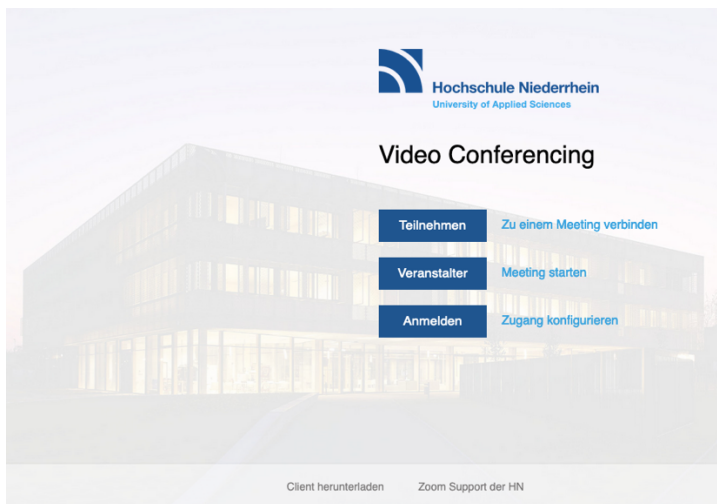 Hochschule Niederrhein
University of Applied Sciences
Video Conferencing
Teilnehmen Zu einem Meeting verbinden
Veranstalter Meeting starten
Anmelden Zugang konfigurieren
Client herunterladen Zoom Support der HN